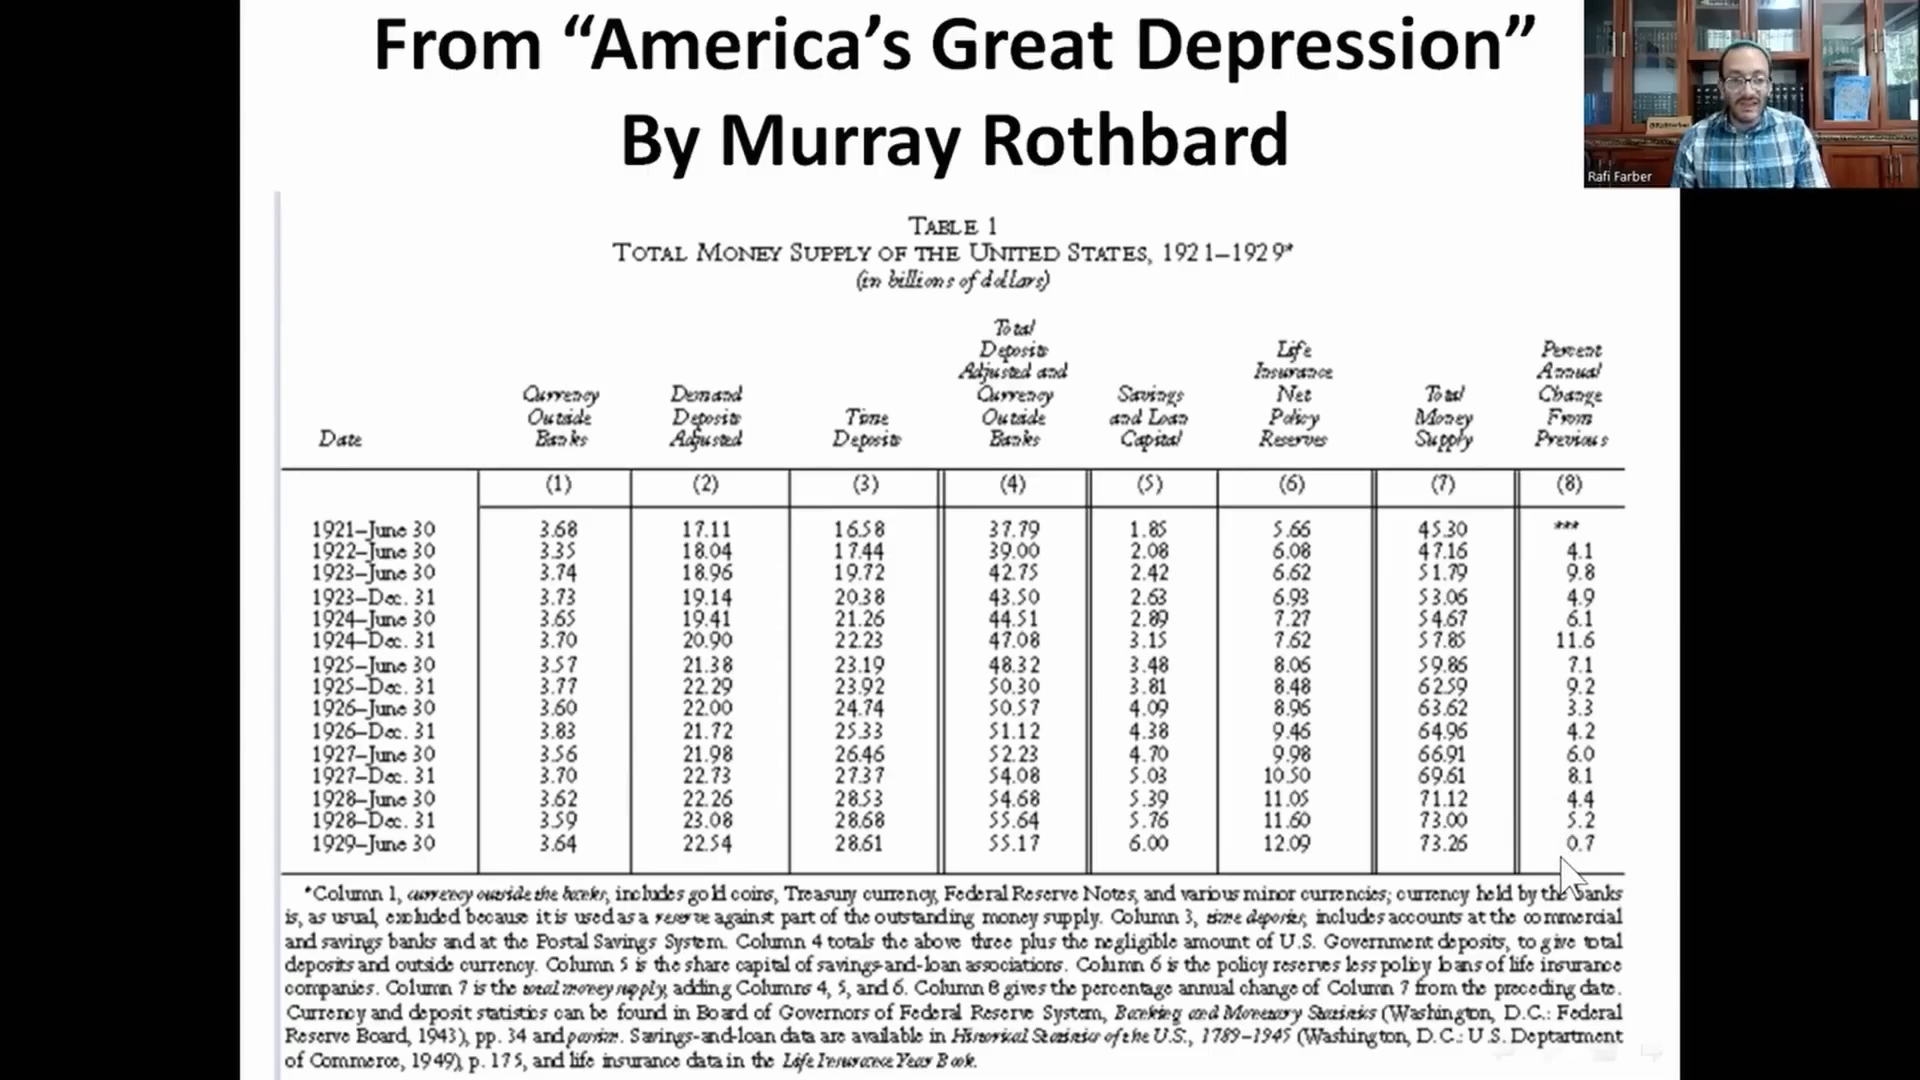 From “America’s Great Depression”
By Murray Rothbard
Rafi Farber
TABLE 1
TOTAL MONEY SUPPLY OF THE UNITED STATES, 1921–1929*
(in billions of dollars)
Date
Currency Outside Banks
Demand Deposits Adjusted
Time Deposits
Total Deposits Adjusted and Currency Outside Banks
Savings and Loan Capital
Life Insurance Net Policy Reserves
Total Money Supply
Percent Annual Change From Previous
(1) (2) (3) (4) (5) (6) (7) (8)
1921–June 30 3.68 17.11 16.58 37.79 1.85 5.66 45.30 ***
1922–June 30 3.35 18.04 17.44 39.00 2.08 6.08 47.16 4.1
1923–June 30 3.74 18.96 19.72 42.75 2.42 6.62 51.79 9.8
1923–Dec. 31 3.73 19.14 20.38 43.50 2.63 6.93 53.06 4.9
1924–June 30 3.65 19.41 21.26 44.51 2.89 7.27 54.67 6.1
1924–Dec. 31 3.70 20.90 22.23 47.08 3.15 7.62 57.85 11.6
1925–June 30 3.57 21.38 23.19 48.32 3.48 8.06 59.86 7.1
1925–Dec. 31 3.77 22.29 23.92 50.30 3.81 8.48 62.59 9.2
1926–June 30 3.60 22.00 24.74 50.57 4.09 8.96 63.62 3.3
1926–Dec. 31 3.83 21.72 25.33 51.12 4.38 9.46 64.96 4.2
1927–June 30 3.56 21.98 26.46 52.23 4.70 9.98 66.91 6.0
1927–Dec. 31 3.70 22.73 27.37 54.08 5.03 10.50 69.61 8.1
1928–June 30 3.62 22.26 28.53 54.68 5.39 11.05 71.12 4.4
1928–Dec. 31 3.59 23.08 28.68 55.64 5.76 11.60 73.00 5.2
1929–June 30 3.64 22.54 28.61 55.17 6.00 12.09 73.26 0.7
*Column 1, currency outside the banks, includes gold coins, Treasury currency, Federal Reserve Notes, and various minor currencies; currency held by the banks
is, as usual, excluded because it is used as a reserve against part of the outstanding money supply. Column 3, time deposits, includes accounts at the commercial
and savings banks and at the Postal Savings System. Column 4 totals the above three plus the negligible amount of U.S. Government deposits, to give total
deposits and outside currency. Column 5 is the share capital of savings-and-loan associations. Column 6 is the policy reserves less policy loans of life insurance
companies. Column 7 is the total money supply, adding Columns 4, 5, and 6. Column 8 gives the percentage annual change of Column 7 from the preceding date.
Currency and deposit statistics can be found in Board of Governors of Federal Reserve System, Banking and Monetary Statistics (Washington, D.C.: Federal
Reserve Board, 1943), pp. 34 and passim. Savings-and-loan data are available in Historical Statistics of the U.S., 1789–1945 (Washington, D.C.: U.S. Deptartment
of Commerce, 1949), p. 175, and life insurance data in the Life Insurance Year Book.